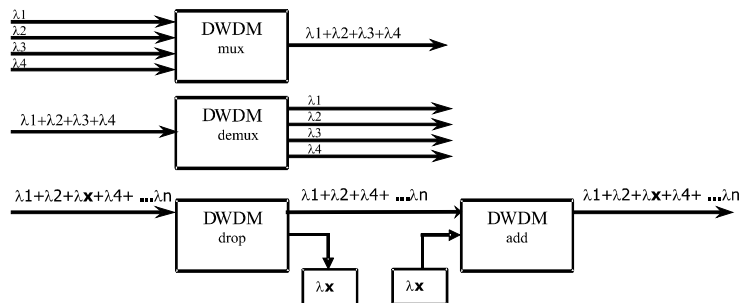 λ1
λ2
λ3
λ4
DWDM
mux
λ1+λ2+λ3+λ4
λ1+λ2+λ3+λ4
DWDM
demux
λ1
λ2
λ3
λ4
λ1+λ2+λx+λ4+ ...λn
DWDM
drop
λ1+λ2+λ4+ ...λn
DWDM
add
λ1+λ2+λx+λ4+ ...λn
λx
λx